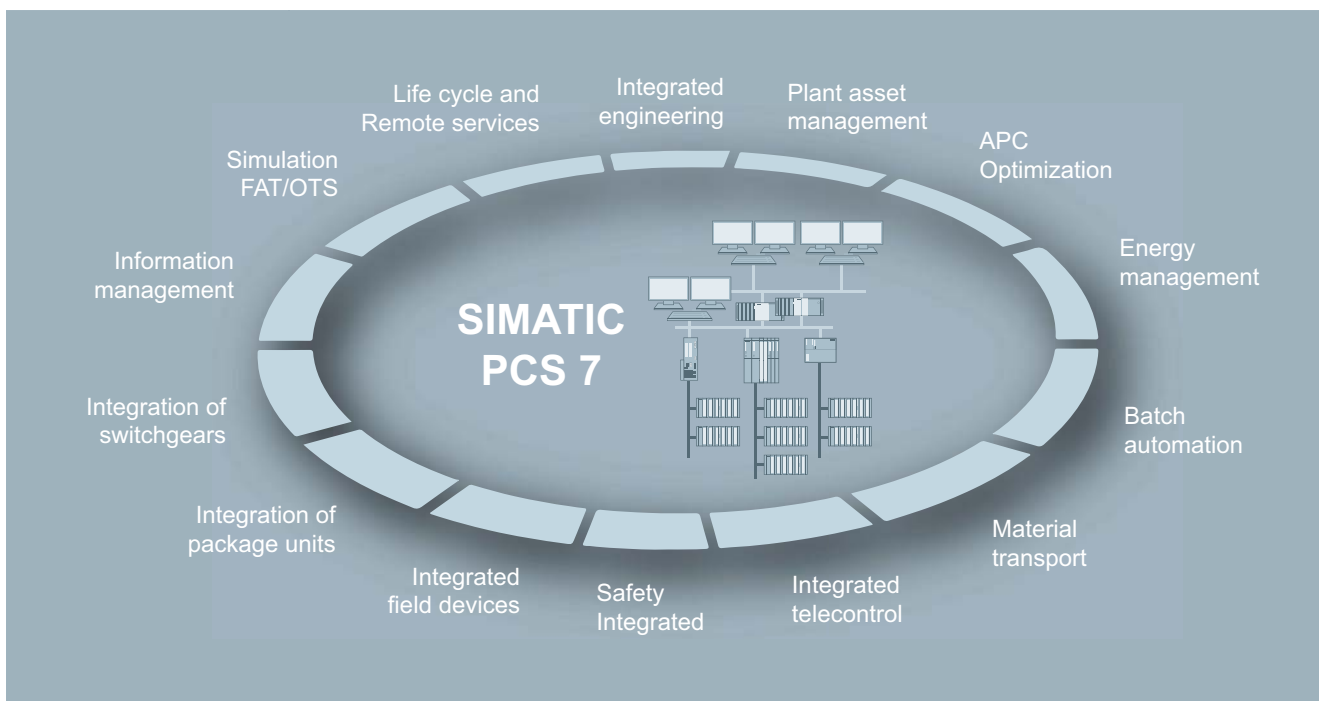 Life cycle and
Remote services
Integrated
engineering
Plant asset
management
APC
Optimization
Simulation
FAT/OTS
Energy
management
Information
management
SIMATIC
PCS 7
Integration of
switchgears
Batch
automation
Integration of
package units
Material
transport
Integrated
field devices
Safety
Integrated
Integrated
telecontrol